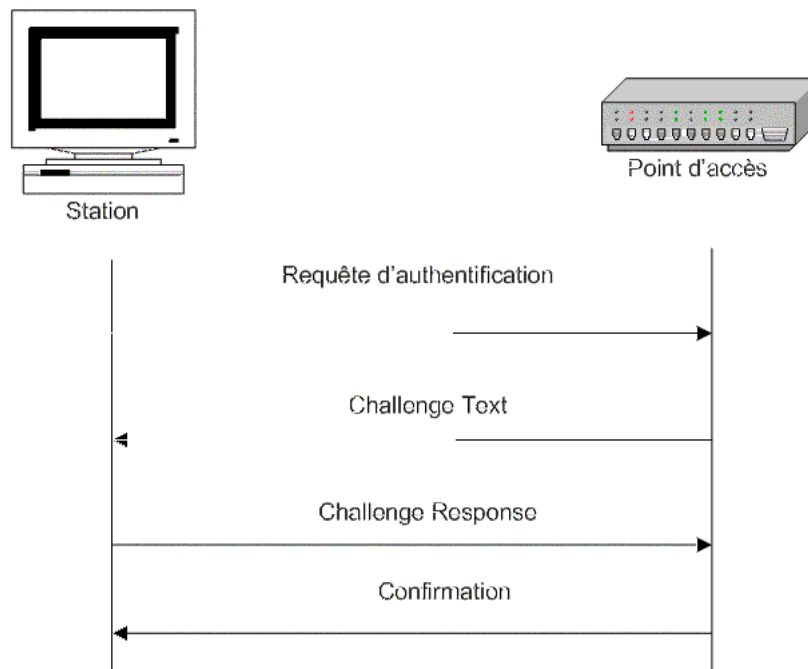 Station
Point d'accès
Requête d'authentification
Challenge Text
Challenge Response
Confirmation